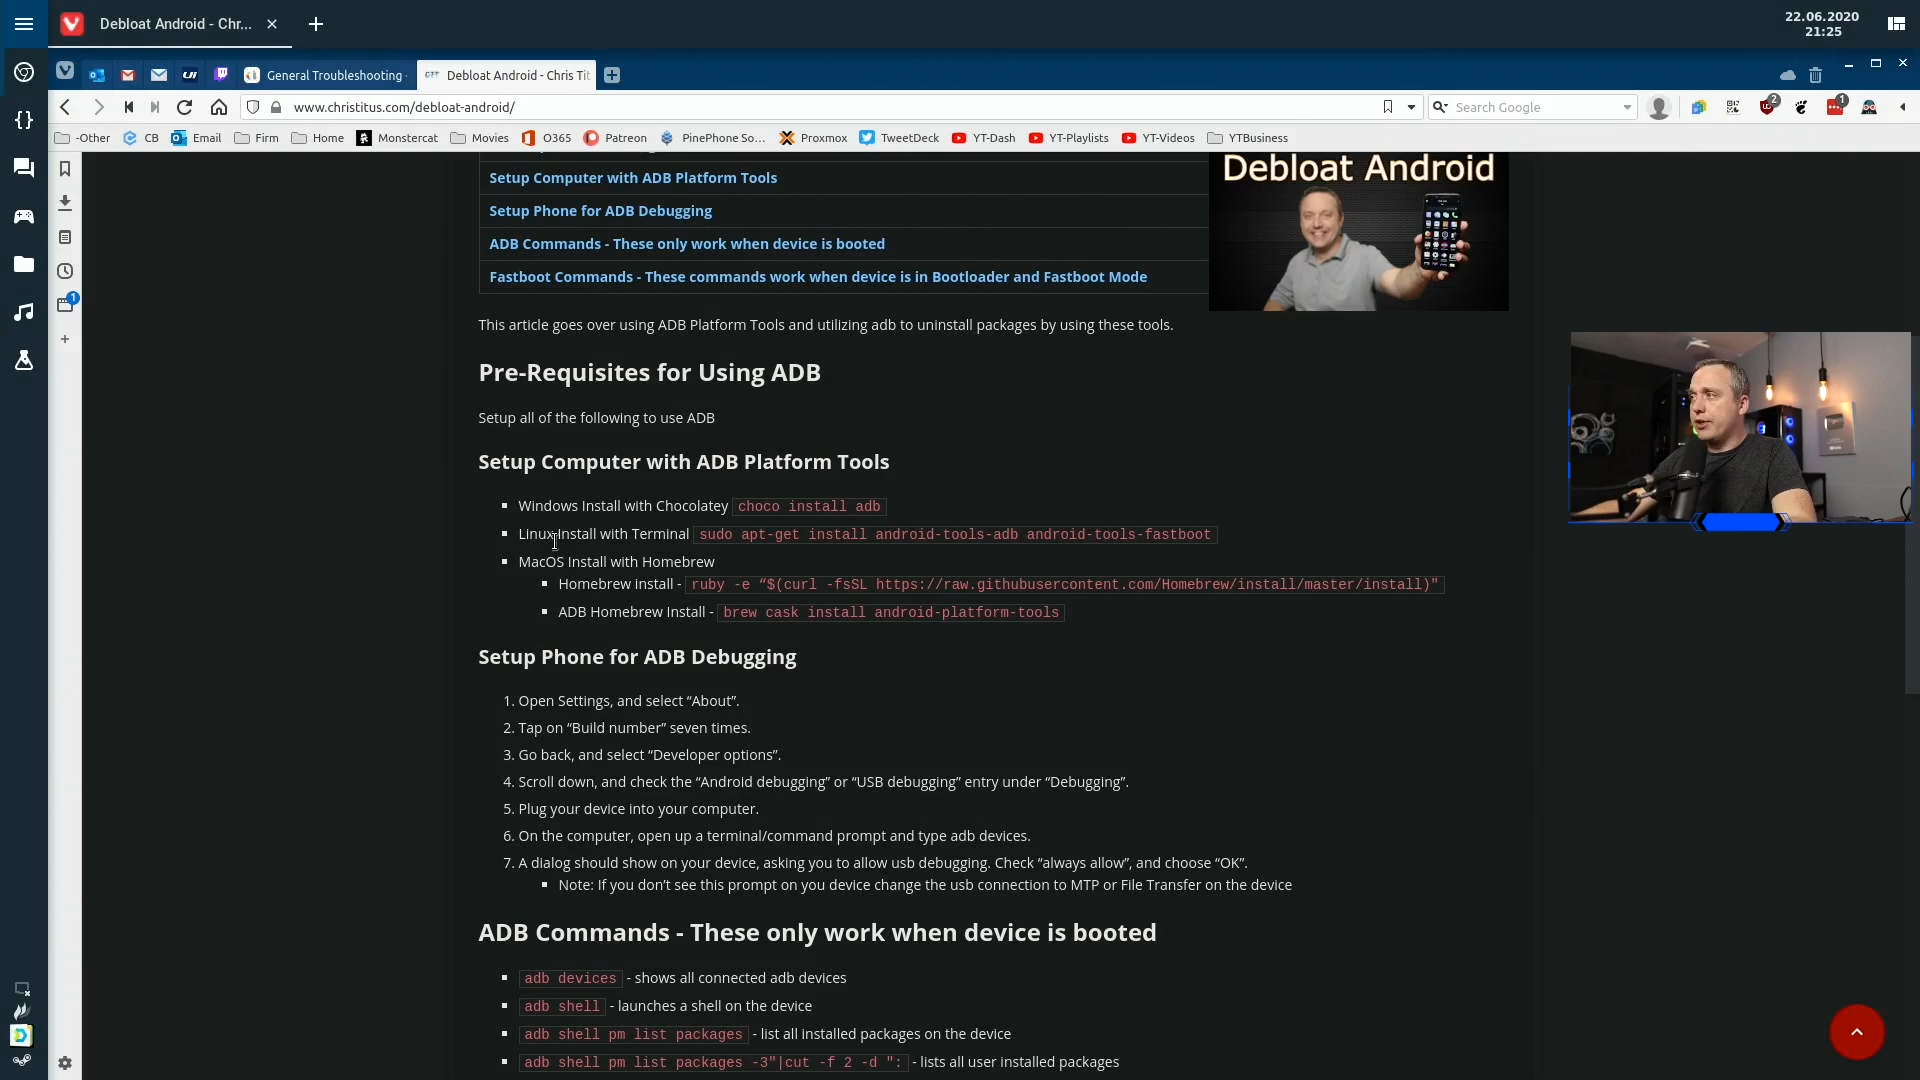 Debloat Android - Chr...
22.06.2020
21:25
General Troubleshooting
Debloat Android - Chris Tit
www.christitus.com/debloat-android/
Search Google
2
1
-Other
CB
Email
Firm
Home
Monstercat
Movies
O365
Patreon
PinePhone So...
Proxmox
TweetDeck
YT-Dash
YT-Playlists
YT-Videos
YTBusiness
1
Setup Computer with ADB Platform Tools
Setup Phone for ADB Debugging
ADB Commands - These only work when device is booted
Fastboot Commands - These commands work when device is in Bootloader and Fastboot Mode
Debloat Android
This article goes over using ADB Platform Tools and utilizing adb to uninstall packages by using these tools.
Pre-Requisites for Using ADB
Setup all of the following to use ADB
Setup Computer with ADB Platform Tools
Windows Install with Chocolatey choco install adb
Linux Install with Terminal sudo apt-get install android-tools-adb android-tools-fastboot
MacOS Install with Homebrew
Homebrew install - ruby -e “$(curl -fsSL https://raw.githubusercontent.com/Homebrew/install/master/install)"
ADB Homebrew Install - brew cask install android-platform-tools
Setup Phone for ADB Debugging
1. Open Settings, and select “About”.
2. Tap on “Build number” seven times.
3. Go back, and select “Developer options”.
4. Scroll down, and check the “Android debugging” or “USB debugging” entry under “Debugging”.
5. Plug your device into your computer.
6. On the computer, open up a terminal/command prompt and type adb devices.
7. A dialog should show on your device, asking you to allow usb debugging. Check “always allow”, and choose “OK”.
Note: If you don’t see this prompt on you device change the usb connection to MTP or File Transfer on the device
ADB Commands - These only work when device is booted
adb devices - shows all connected adb devices
adb shell - launches a shell on the device
adb shell pm list packages - list all installed packages on the device
adb shell pm list packages -3"|cut -f 2 -d ": - lists all user installed packages